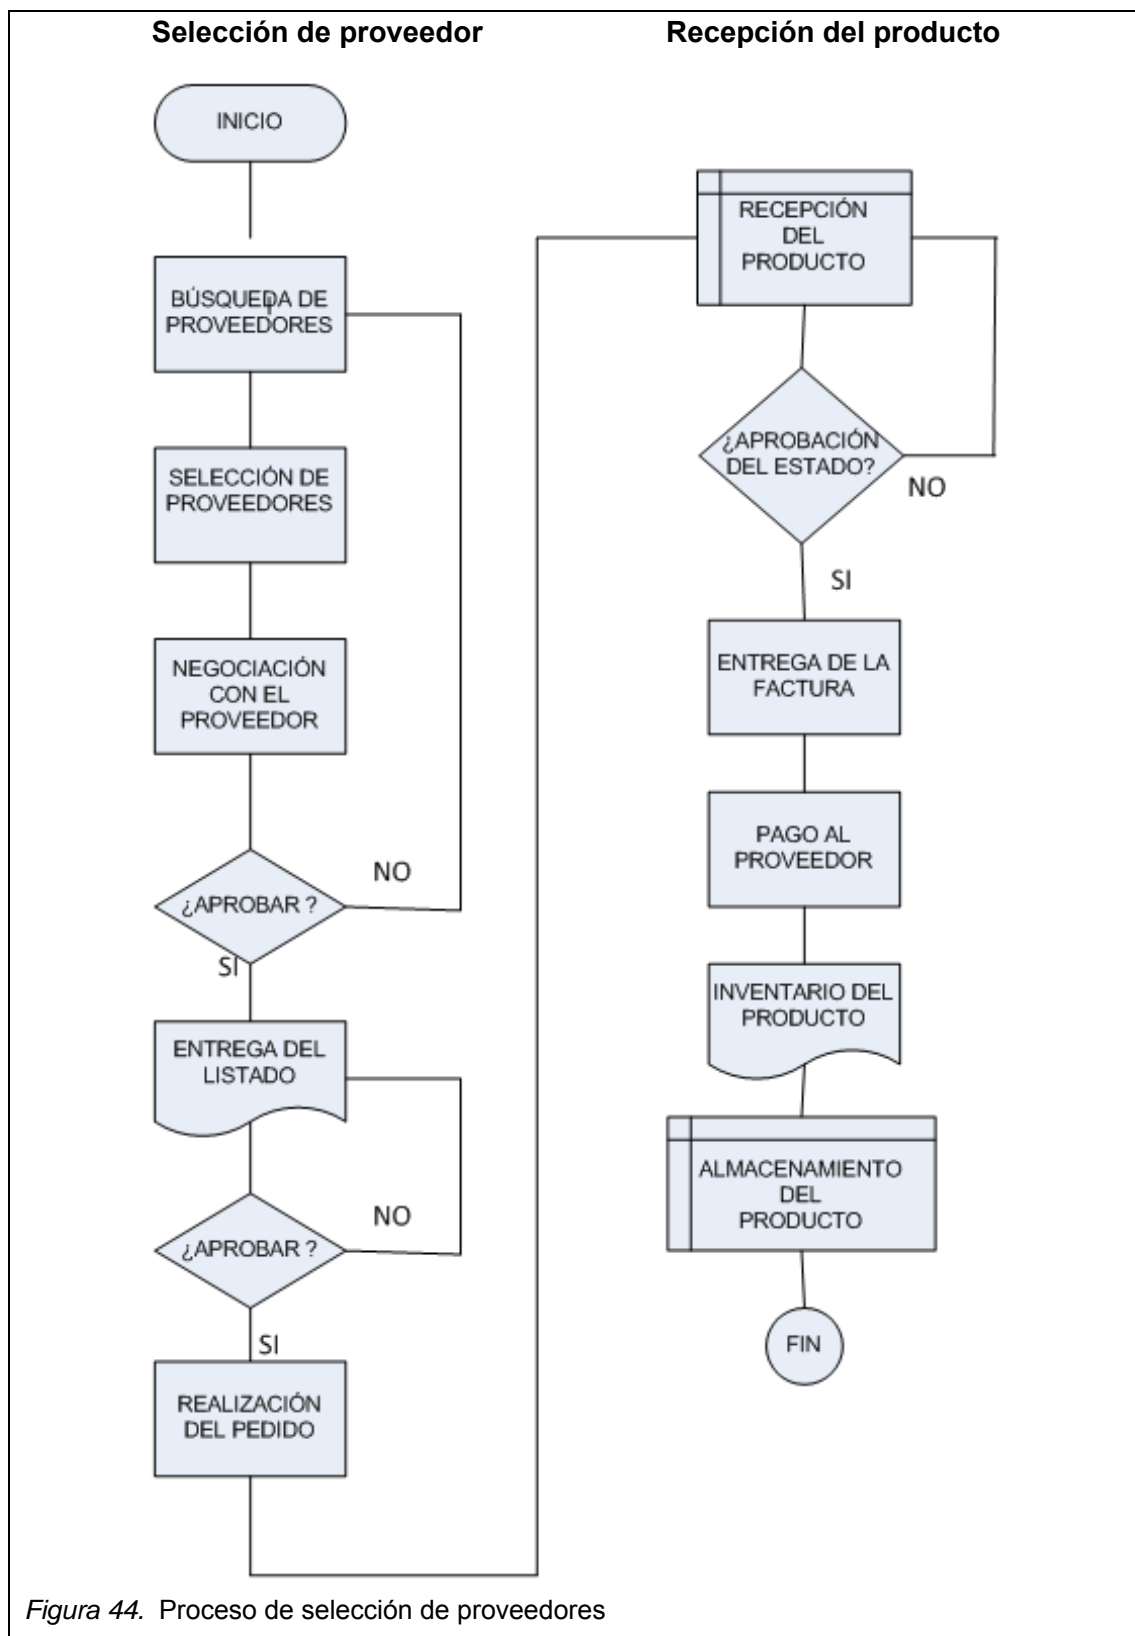 Selección de proveedor
INICIO
BÚSQUEDA DE
PROVEEDORES
SELECCIÓN DE
PROVEEDORES
NEGOCIACIÓN
CON EL
PROVEEDOR
¿APROBAR ?
NO
SI
ENTREGA DEL
LISTADO
¿APROBAR ?
NO
SI
REALIZACIÓN
DEL PEDIDO
Recepción del producto
RECEPCIÓN
DEL
PRODUCTO
¿APROBACIÓN
DEL ESTADO?
NO
SI
ENTREGA DE LA
FACTURA
PAGO AL
PROVEEDOR
INVENTARIO DEL
PRODUCTO
ALMACENAMIENTO
DEL
PRODUCTO
FIN
Figura 44. Proceso de selección de proveedores